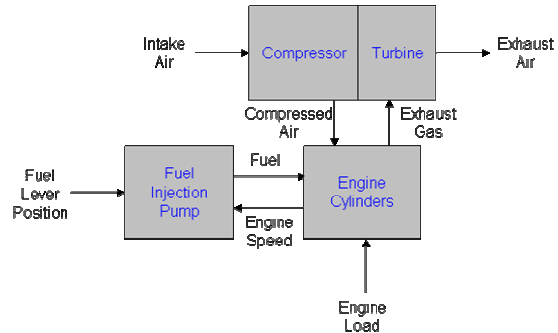 Intake
Air
Compressor
Turbine
Exhaust
Air
Compressed
Air
Exhaust
Gas
Fuel
Lever
Position
Fuel
Injection
Pump
Fuel
Engine
Speed
Engine
Cylinders
Engine
Load